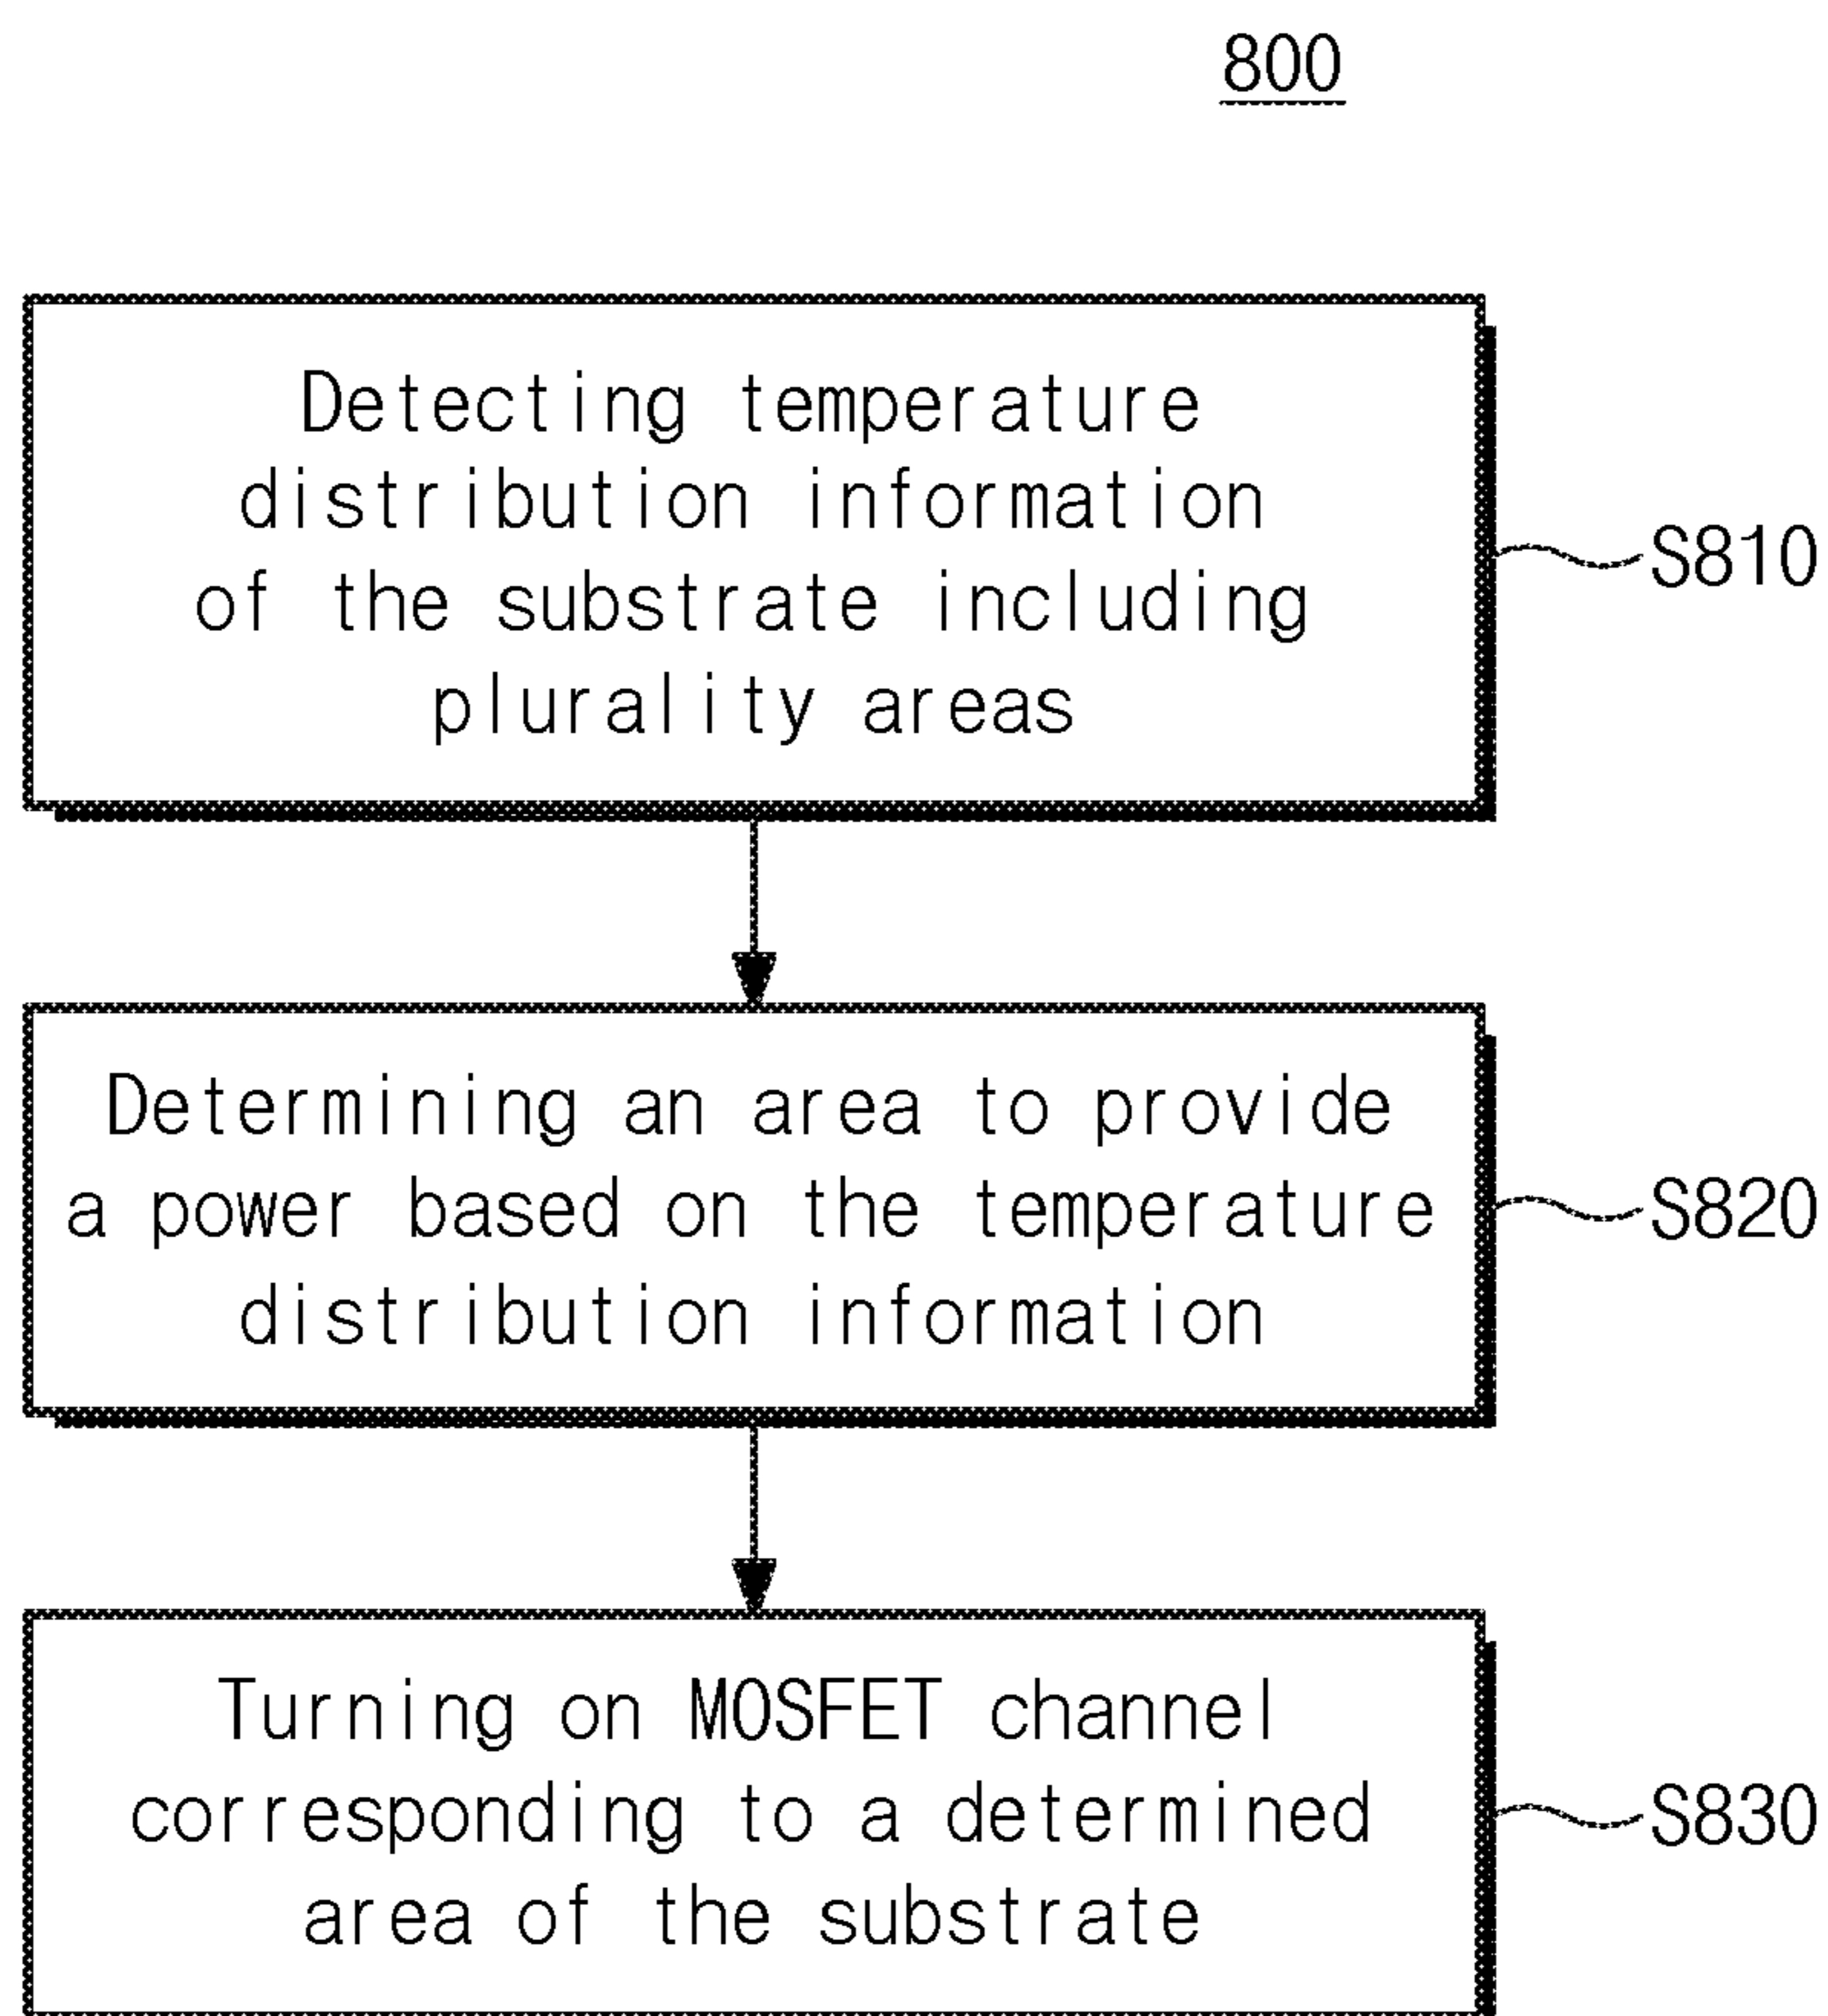 800
Detecting temperature
distribution information
of the substrate including
plurality areas
S810
Determining an area to provide
a power based on the temperature
distribution information
S820
Turning on MOSFET channel
corresponding to a determined
area of the substrate
S830